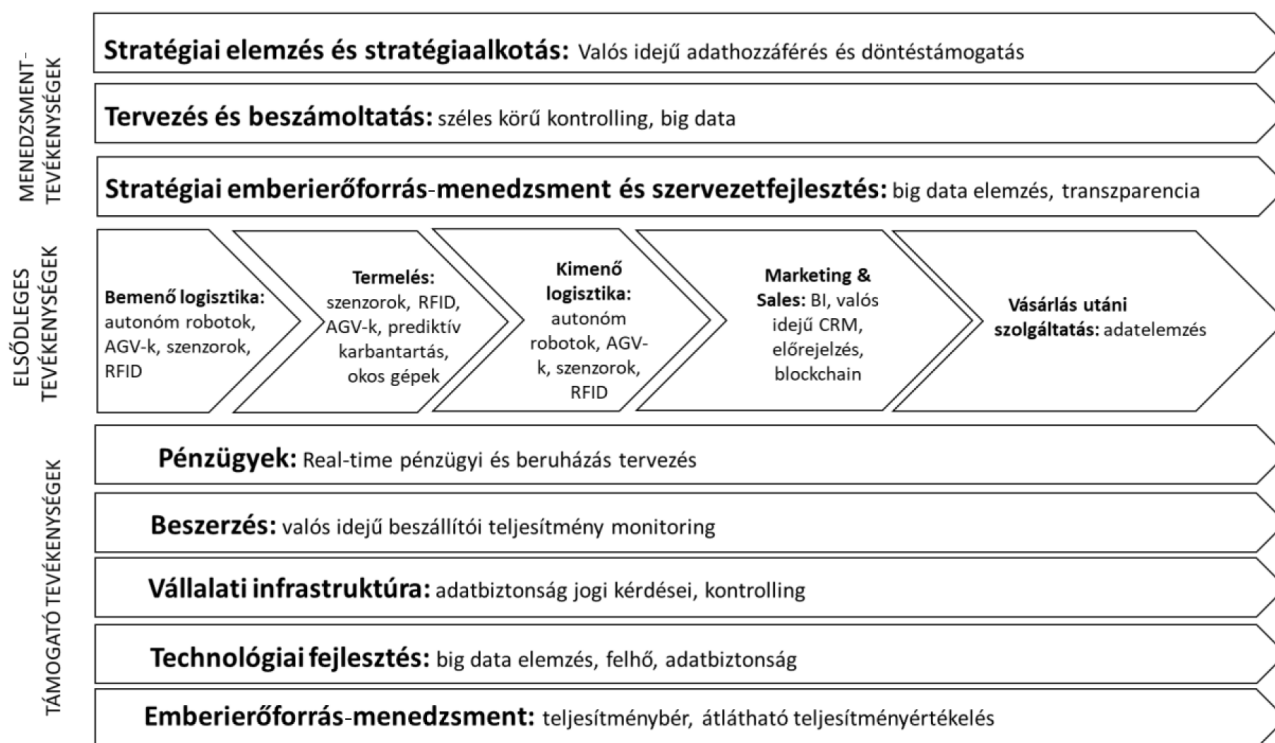 MENEDZSMENT-
TEVÉKENYSÉGEK
Stratégiai elemzés és stratégiaalkotás: Valós idejű adathozzáférés és döntéstámogatás
Tervezés és beszámoltatás: széles körű kontrolling, big data
Stratégiai emberierőforrás-menedzsment és szervezetfejlesztés: big data elemzés, transzparencia
ELSŐDLEGES
TEVÉKENYSÉGEK
Bemenő logisztika:
autonóm robotok,
AGV-k, szenzorok,
RFID
Termelés:
szenzorok, RFID,
AGV-k, prediktív
karbantartás,
okos gépek
Kimenő
logisztika:
autonóm
robotok, AGV-
k, szenzorok,
RFID
Marketing &
Sales: BI, valós
idejű CRM,
előrejelzés,
blockchain
Vásárlás utáni
szolgáltatás: adatelemzés
TÁMOGATÓ TEVÉKENYSÉGEK
Pénzügyek: Real-time pénzügyi és beruházás tervezés
Beszerzés: valós idejű beszállítói teljesítmény monitoring
Vállalati infrastruktúra: adatbiztonság jogi kérdései, kontrolling
Technológiai fejlesztés: big data elemzés, felhő, adatbiztonság
Emberierőforrás-menedzsment: teljesítménybér, átlátható teljesítményértékelés